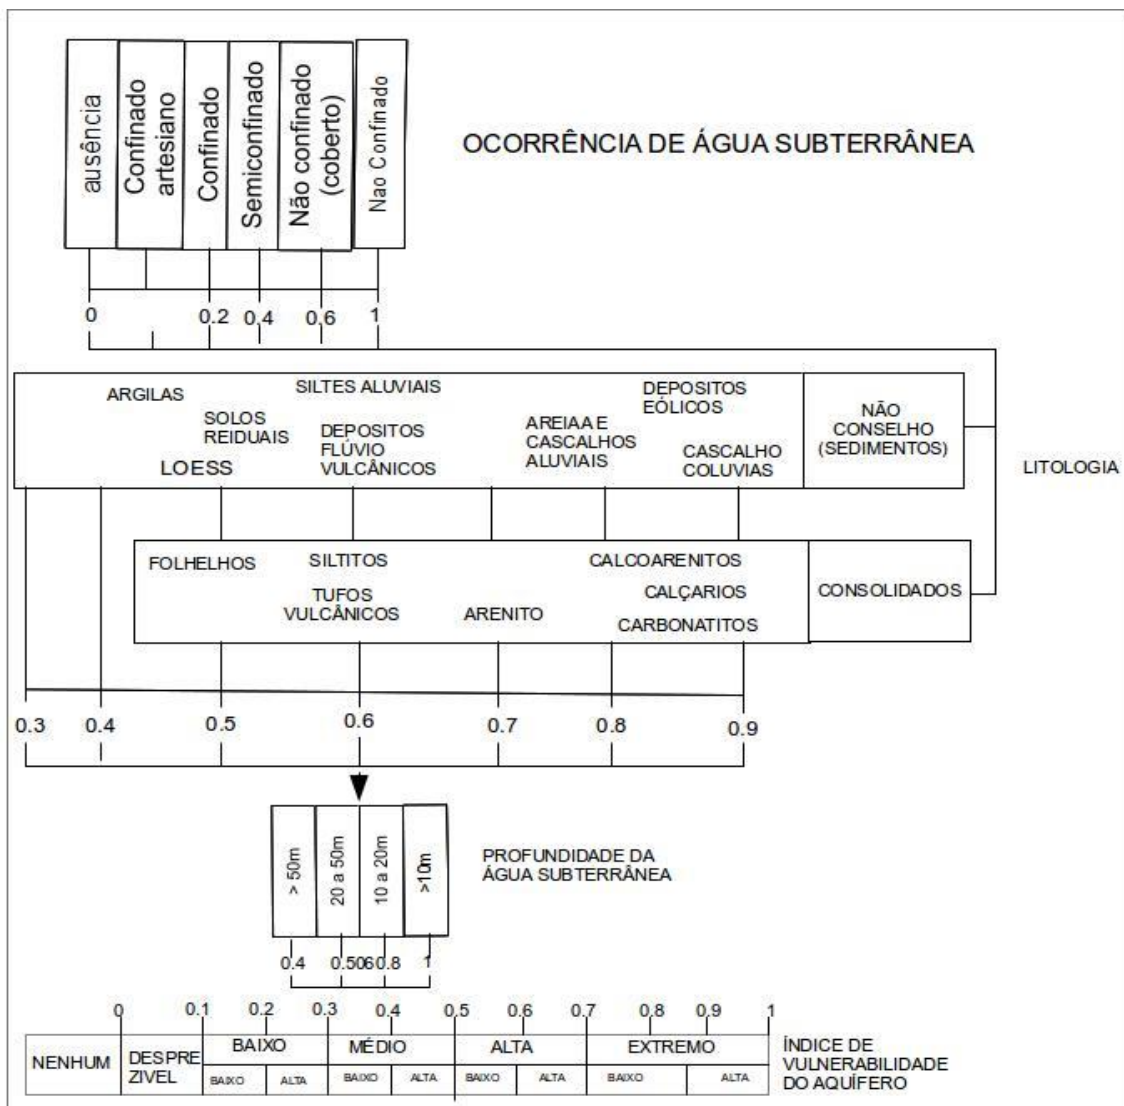 ausência
Confinado
artesiano
Confinado
Semiconfinado
Não confinado
(coberto)
Nao Confinado
OCORRÊNCIA DE ÁGUA SUBTERRÂNEA
0
0.2
0.4
0.6
1
ARGILAS
SOLOS
REIDUAIS
LOESS
SILTES ALUVIAIS
DEPOSITOS
FLÚVIO
VULCÂNICOS
AREIAA E
CASCALHOS
ALUVIAIS
DEPOSITOS
EÓLICOS
CASCALHO
COLUVIAS
NÃO
CONSELHO
(SEDIMENTOS)
LITOLOGIA
FOLHELHOS
SILTITOS
TUFOS
VULCÂNICOS
ARENITO
CALCOARENITOS
CALÇARIOS
CARBONATITOS
CONSOLIDADOS
0.3
0.4
0.5
0.6
0.7
0.8
0.9
> 50m
20 a 50m
10 a 20m
>10m
PROFUNDIDADE DA
ÁGUA SUBTERRÂNEA
0.4
0.506
0.8
1
0
0.1
0.2
0.3
0.4
0.5
0.6
0.7
0.8
0.9
1
NENHUM
DESPRE
ZIVEL
BAIXO
MÉDIO
ALTA
EXTREMO
BAIXO
ALTA
BAIXO
ALTA
BAIXO
ALTA
BAIXO
ALTA
ÍNDICE DE
VULNERABILIDADE
DO AQUÍFERO